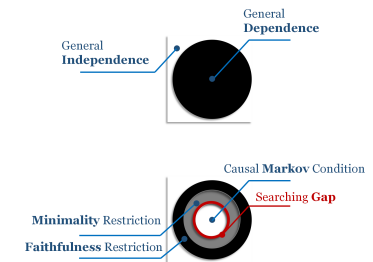 General
Dependence
General
Independence
Causal Markov Condition
Searching Gap
Minimality Restriction
Faithfulness Restriction